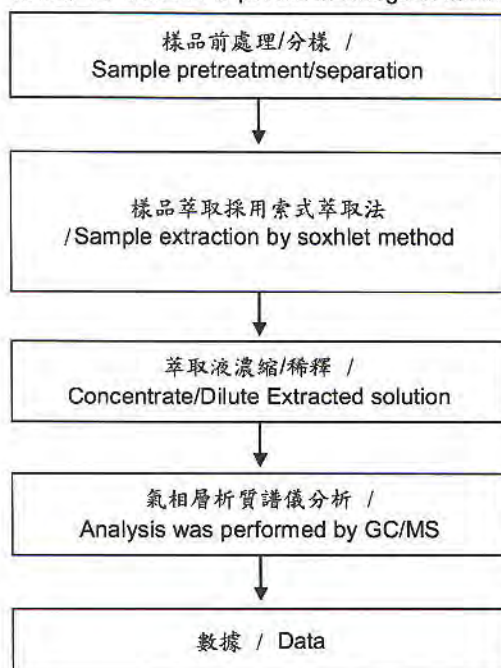 樣品前處理/分樣 /
Sample pretreatment/separation
樣品萃取採用索式萃取法
/Sample extraction by soxhlet method
萃取液濃縮/稀釋 /
Concentrate/Dilute Extracted solution
氣相層析質譜儀分析 /
Analysis was performed by GC/MS
數據 / Data